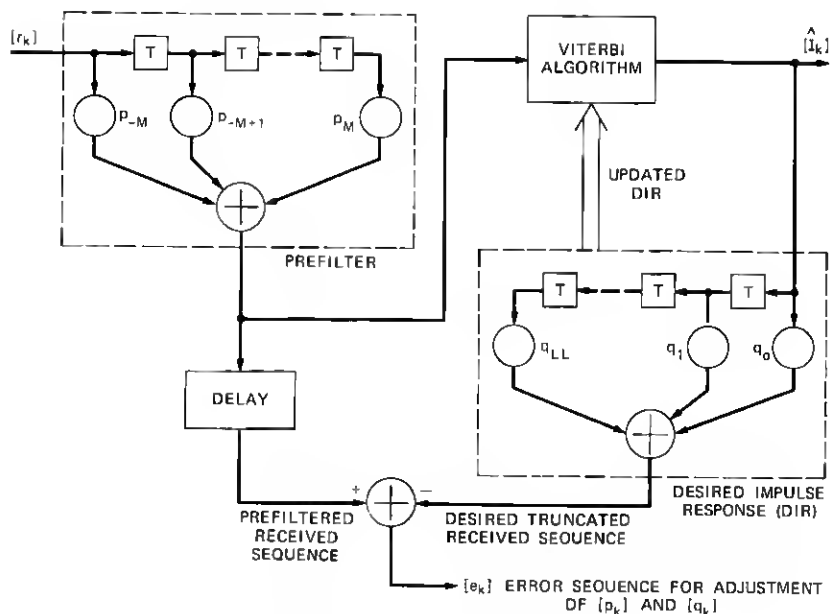 [r_k]
T T T
VITERBI
ALGORITHM
[Î_k]
p_-M p_-M+1 p_M
+
PREFILTER
UPDATED
DIR
T T T
q_LL q_1 q_0
+
DELAY
DESIRED IMPULSE
RESPONSE (DIR)
+ + −
PREFILTERED
RECEIVED
SEQUENCE
DESIRED TRUNCATED
RECEIVED SEQUENCE
[e_k] ERROR SEQUENCE FOR ADJUSTMENT
OF [p_k] AND [q_k]